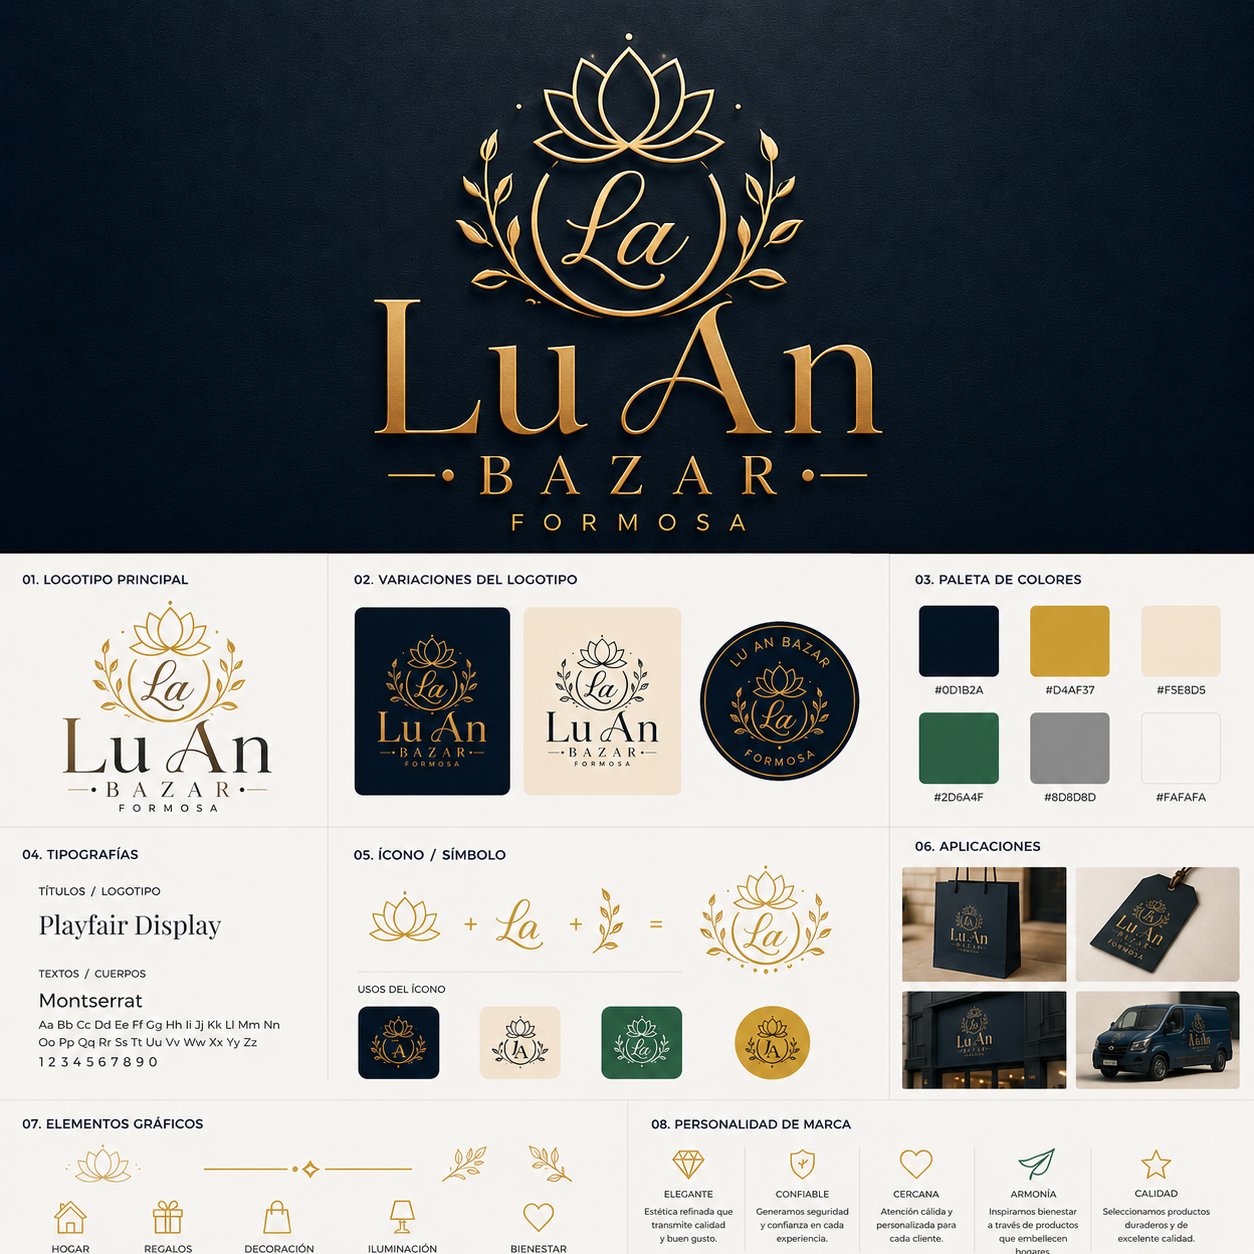 La
Lu An
BAZAR
FORMOSA
01. LOGOTIPO PRINCIPAL
La
Lu An
BAZAR
FORMOSA
02. VARIACIONES DEL LOGOTIPO
La
Lu An
BAZAR
FORMOSA
La
Lu An
BAZAR
FORMOSA
LU AN BAZAR
La
FORMOSA
03. PALETA DE COLORES
#0D1B2A
#D4AF37
#F5E8D5
#2D6A4F
#8D8D8D
#FAFAFA
04. TIPOGRAFÍAS
TÍTULOS / LOGOTIPO
Playfair Display
TEXTOS / CUERPOS
Montserrat
Aa Bb Cc Dd Ee Ff Gg Hh Ii Jj Kk Ll Mm Nn
Oo Pp Qq Rr Ss Tt Uu Vv Ww Xx Yy Zz
1 2 3 4 5 6 7 8 9 0
05. ÍCONO / SÍMBOLO
+ La + = La
USOS DEL ÍCONO
La
06. APLICACIONES
Lu An
Lu An
Lu An
07. ELEMENTOS GRÁFICOS
HOGAR
REGALOS
DECORACIÓN
ILUMINACIÓN
BIENESTAR
08. PERSONALIDAD DE MARCA
ELEGANTE
Estética refinada que
transmite calidad
y buen gusto.
CONFIABLE
Generamos seguridad
y confianza en cada
experiencia.
CERCANA
Atención cálida y
personalizada para
cada cliente.
ARMONÍA
Inspiramos bienestar
a través de productos
que embellecen
hogares
CALIDAD
Seleccionamos productos
duraderos y de
excelente calidad.